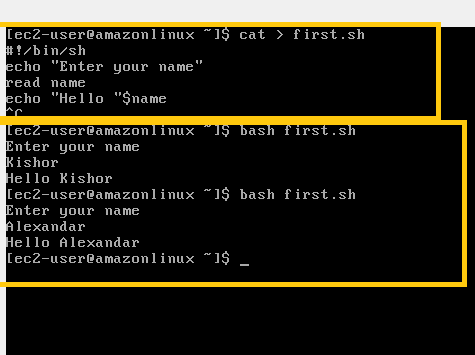 [ec2-user@amazonlinux ~]$ cat > first.sh
#!/bin/sh
echo "Enter your name"
read name
echo "Hello "$name
^C
[ec2-user@amazonlinux ~]$ bash first.sh
Enter your name
Kishor
Hello Kishor
[ec2-user@amazonlinux ~]$ bash first.sh
Enter your name
Alexandar
Hello Alexandar
[ec2-user@amazonlinux ~]$ _